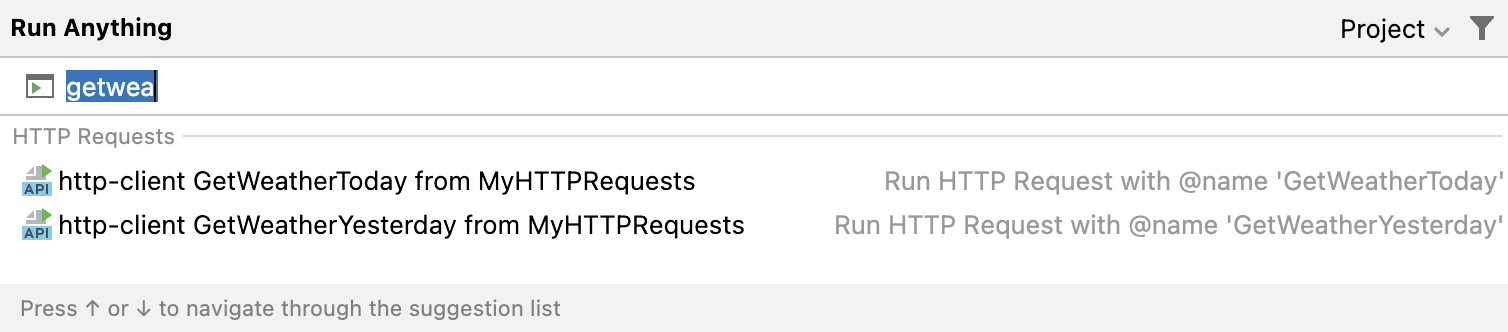 Run Anything Project
getwea
HTTP Requests
API http-client GetWeatherToday from MyHTTPRequests Run HTTP Request with @name 'GetWeatherToday'
API http-client GetWeatherYesterday from MyHTTPRequests Run HTTP Request with @name 'GetWeatherYesterday'
Press ↑ or ↓ to navigate through the suggestion list